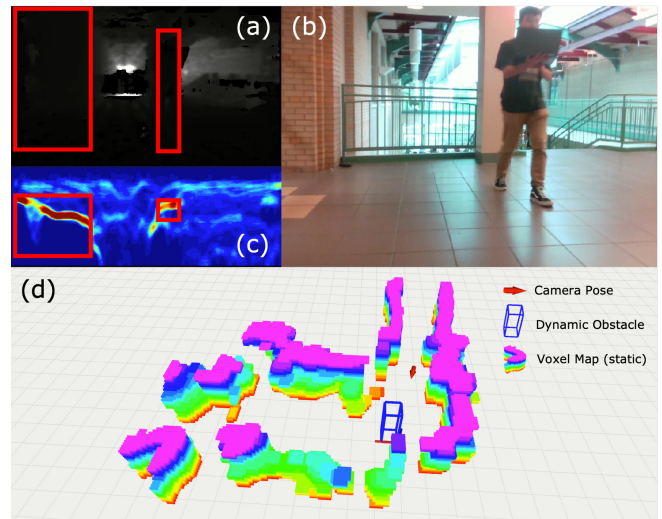 (a)
(b)
(c)
(d)
Camera Pose
Dynamic Obstacle
Voxel Map (static)